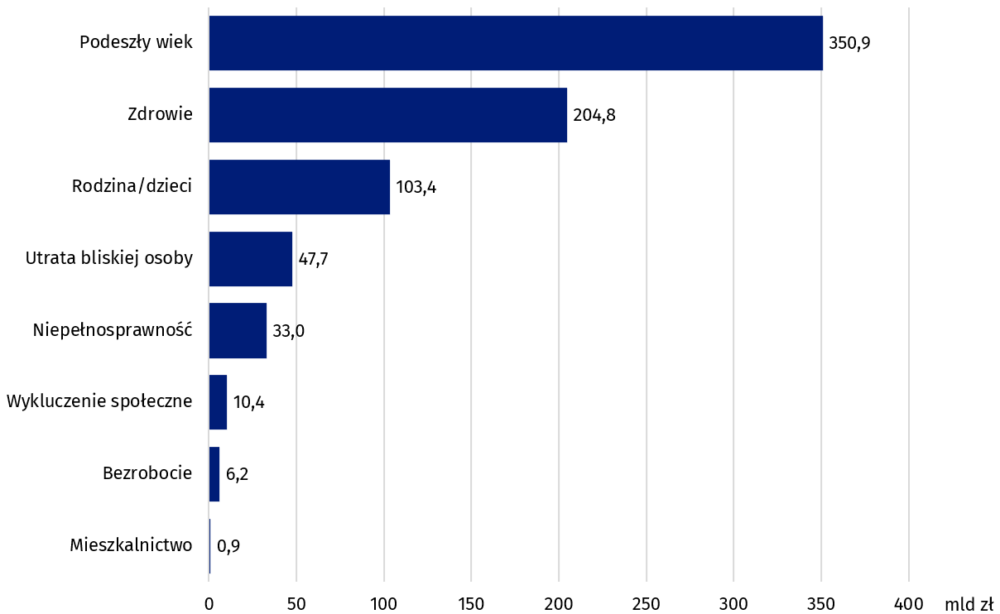 Podeszły wiek 350,9
Zdrowie 204,8
Rodzina/dzieci 103,4
Utrata bliskiej osoby 47,7
Niepełnosprawność 33,0
Wykluczenie społeczne 10,4
Bezrobocie 6,2
Mieszkalnictwo 0,9
0 50 100 150 200 250 300 350 400 mld zł